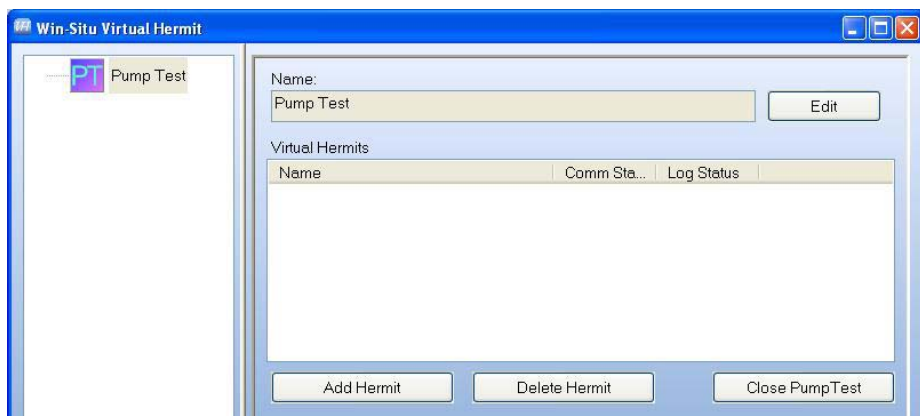 Win-Situ Virtual Hermit
PT Pump Test
Name:
Pump Test
Edit
Virtual Hermits
Name Comm Sta... Log Status
Add Hermit Delete Hermit Close PumpTest